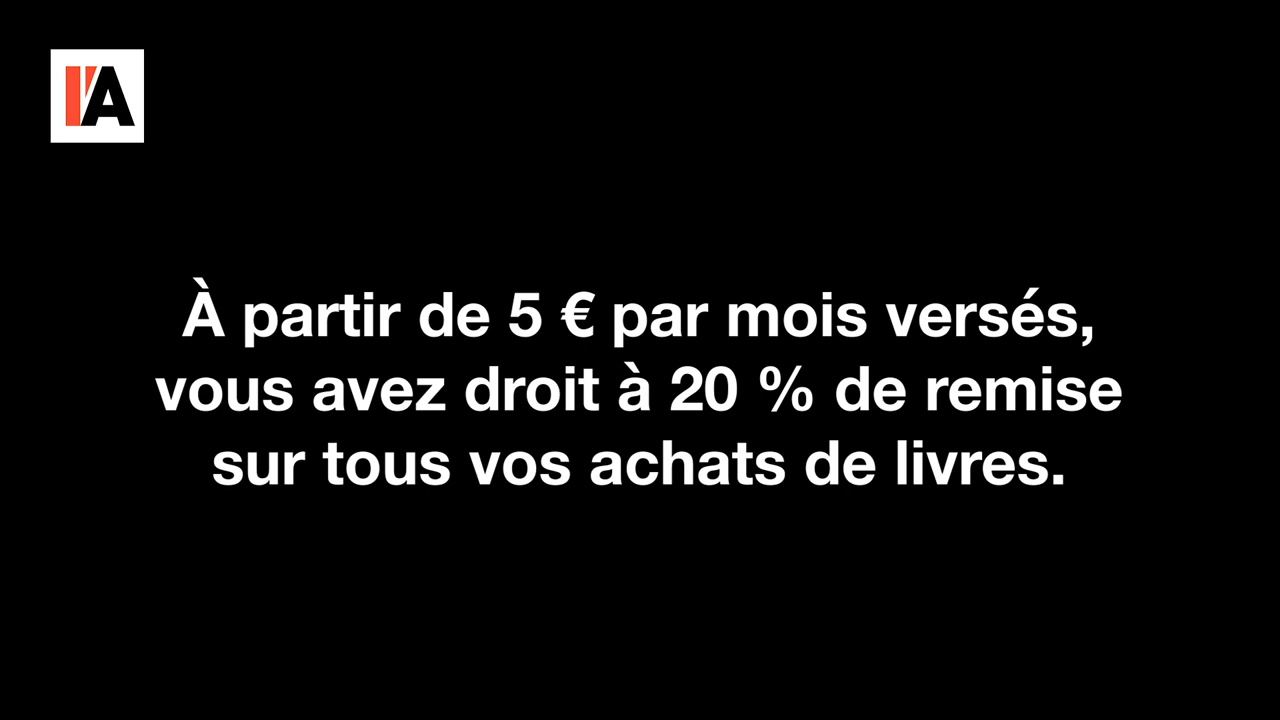 l'A
À partir de 5 € par mois versés,
vous avez droit à 20 % de remise
sur tous vos achats de livres.